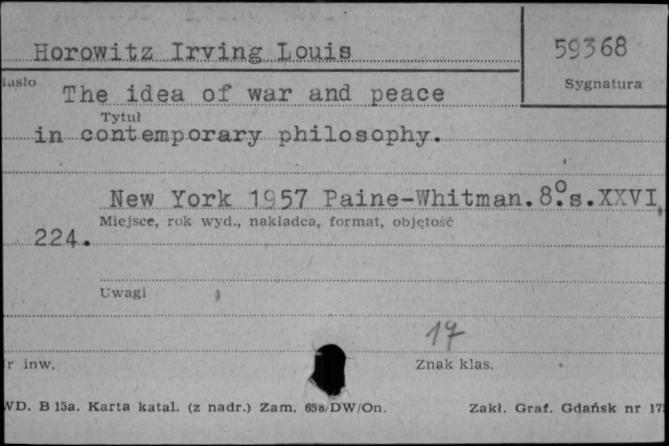 Horowitz Irving Louis
59368
Sygnatura
The idea of war and peace
Tytuł
in contemporary philosophy.
New York 1957 Paine-Whitman. 8° s. XXVI,
Miejsce, rok wyd., nakładca, format, objętość
224.
Uwagi
17
r inw.
Znak klas.
WD. B 15a. Karta katal. (z nadr.) Zam. 658/DW/On.
Zakł. Graf. Gdańsk nr 17